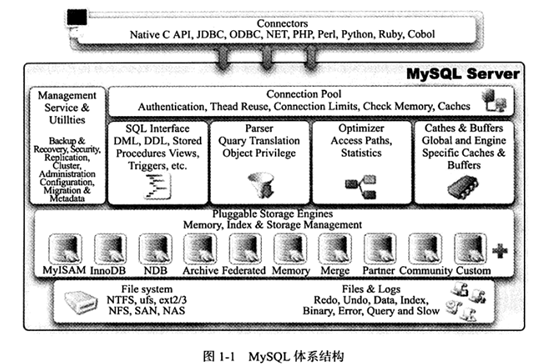 Connectors
Native C API, JDBC, ODBC, NET, PHP, Perl, Python, Ruby, Cobol
MySQL Server
Management
Service &
Utillties
Backup &
Recovery, Security,
Replication,
Cluster,
Administration
Configuration,
Migration &
Metadata
Connection Pool
Authentication, Thead Reuse, Connection Limits, Check Memory, Caches
SQL Interface
DML, DDL, Stored
Procedures Views,
Triggers, etc.
Parser
Quary Translation
Object Privilege
Optimizer
Access Paths,
Statistics
Cathes & Buffers
Global and Engine
Specific Caches &
Buffers
Pluggable Storage Engines
Memory, Index & Storage Management
MyISAM InnoDB NDB Archive Federated Memory Merge Partner Community Custom
File system
NTFS, ufs, ext2/3
NFS, SAN, NAS
Files & Logs
Redo, Undo, Data, Index,
Binary, Error, Query and Slow
图 1-1 MySQL 体系结构